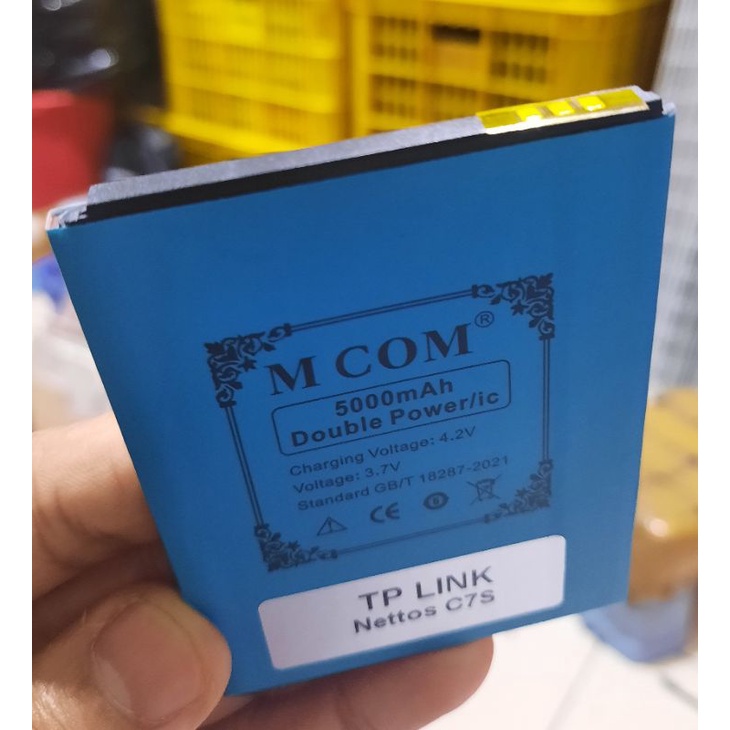 M COM®
5000mAh
Double Power/ic
Charging Voltage: 4.2V
Voltage: 3.7V
Standard GB/T 18287-2021
CE
TP LINK
Nettos C7S